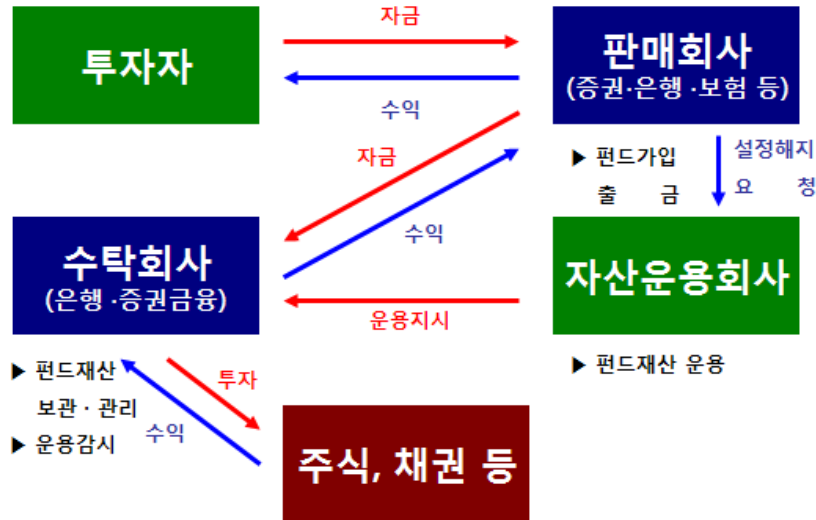 자금
투자자
판매회사
(증권·은행 ·보험 등)
수익
자금
▶ 펀드가입
출 금
설정해지
요 청
수익
수탁회사
(은행 ·증권금융)
자산운용회사
운용지시
▶ 펀드재산
보관 · 관리
▶ 운용감시
투자
수익
▶ 펀드재산 운용
주식, 채권 등